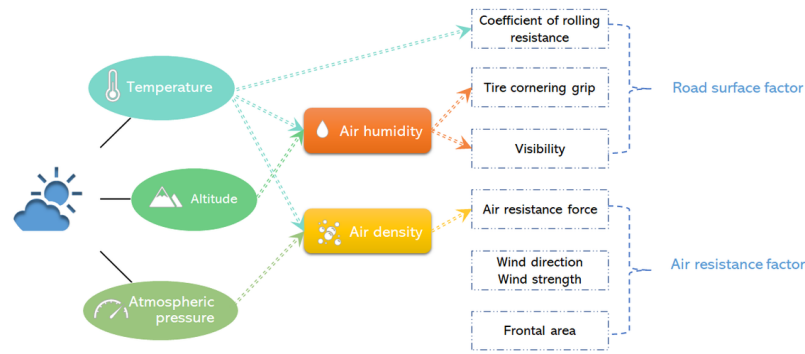 Coefficient of rolling
resistance
Temperature
Tire cornering grip
Road surface factor
Air humidity
Visibility
Altitude
Air resistance force
Air density
Wind direction
Wind strength
Air resistance factor
Atmospheric
pressure
Frontal area